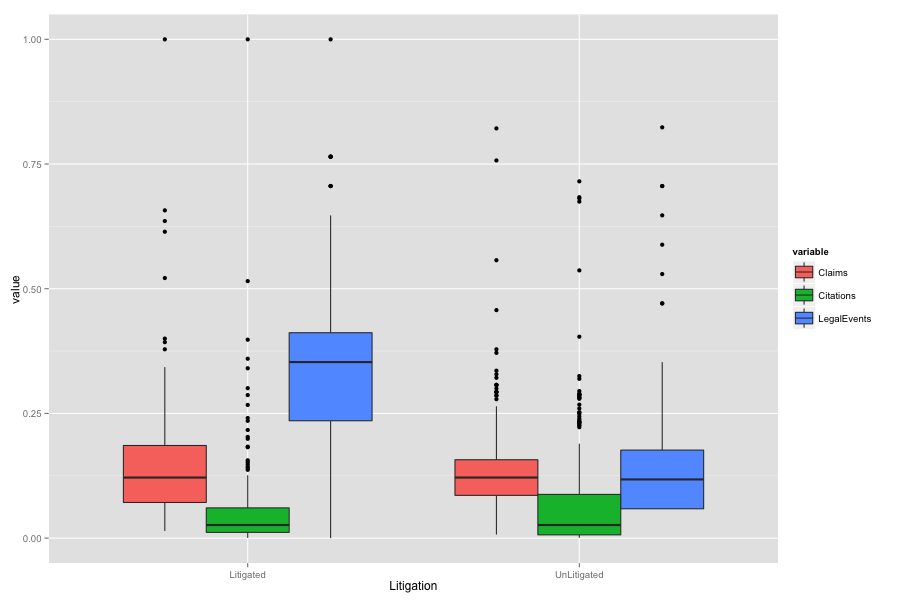 1.00
0.75
0.50
0.25
0.00
value
Litigated
UnLitigated
Litigation
variable
Claims
Citations
LegalEvents